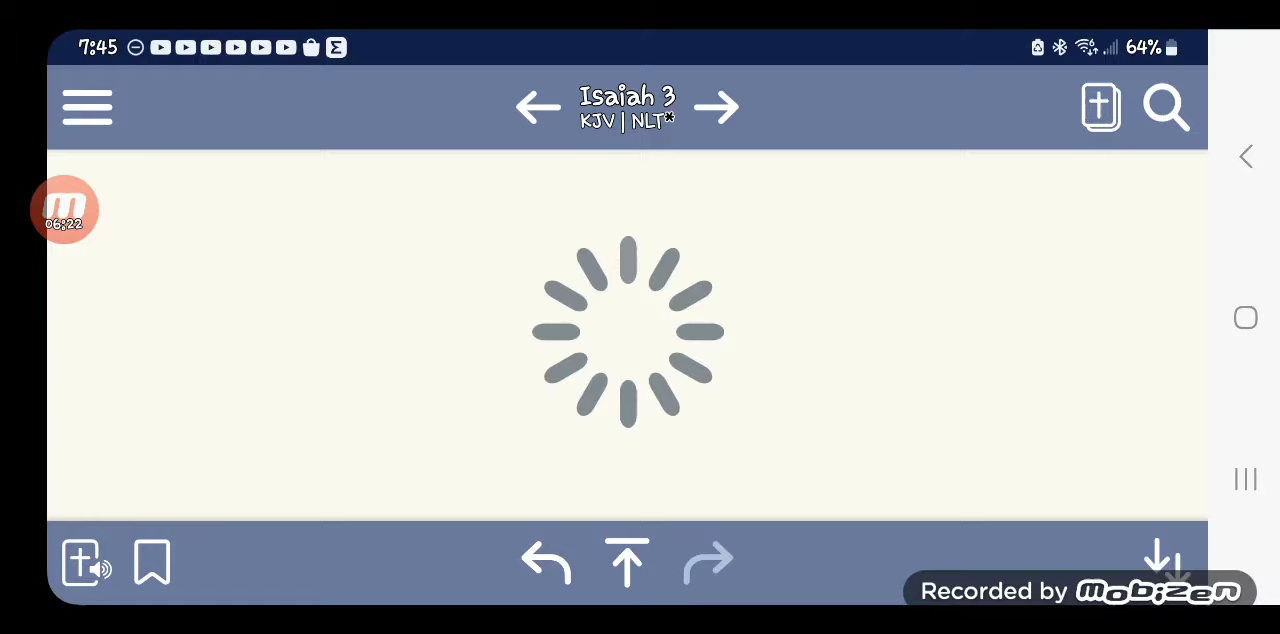 7:45 Σ 64%
Isaiah 3
KJV | NLT*
m
06:22
Recorded by mobizen